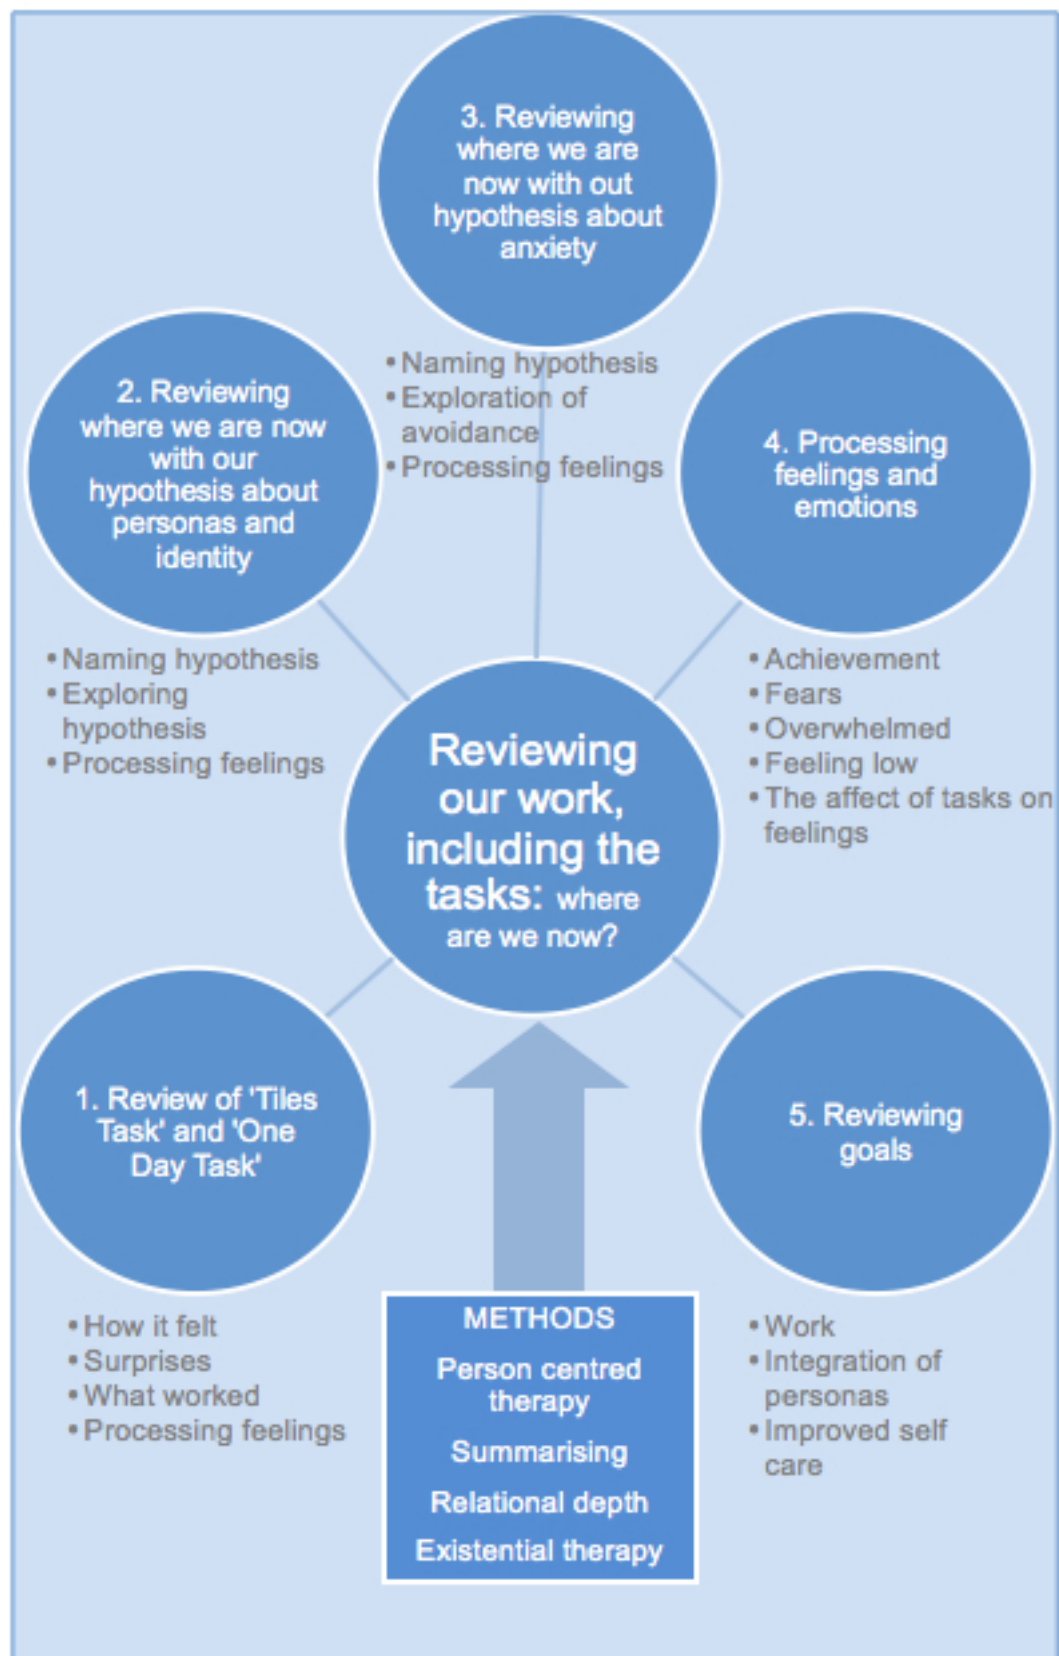 3. Reviewing
where we are
now with out
hypothesis about
anxiety
• Naming hypothesis
• Exploration of
avoidance
• Processing feelings
2. Reviewing
where we are now
with our
hypothesis about
personas and
identity
• Naming hypothesis
• Exploring
hypothesis
• Processing feelings
4. Processing
feelings and
emotions
• Achievement
• Fears
• Overwhelmed
• Feeling low
• The affect of tasks on
feelings
Reviewing
our work,
including the
tasks: where
are we now?
1. Review of 'Tiles
Task' and 'One
Day Task'
• How it felt
• Surprises
• What worked
• Processing feelings
5. Reviewing
goals
• Work
• Integration of
personas
• Improved self
care
METHODS
Person centred
therapy
Summarising
Relational depth
Existential therapy